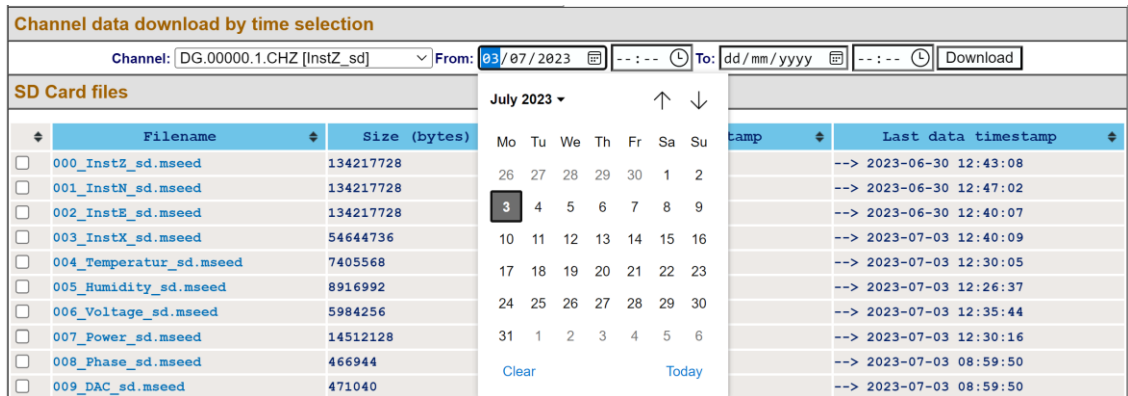 Channel data download by time selection
Channel: DG.00000.1.CHZ [InstZ_sd] From: 03/07/2023 --:-- To: dd/mm/yyyy --:-- Download
SD Card files
Filename Size (bytes) tamp Last data timestamp
000_InstZ_sd.mseed 134217728 --> 2023-06-30 12:43:08
001_InstN_sd.mseed 134217728 --> 2023-06-30 12:47:02
002_InstE_sd.mseed 134217728 --> 2023-06-30 12:40:07
003_InstX_sd.mseed 54644736 --> 2023-07-03 12:40:09
004_Temperatur_sd.mseed 7405568 --> 2023-07-03 12:30:05
005_Humidity_sd.mseed 8916992 --> 2023-07-03 12:26:37
006_Voltage_sd.mseed 5984256 --> 2023-07-03 12:35:44
007_Power_sd.mseed 14512128 --> 2023-07-03 12:30:16
008_Phase_sd.mseed 466944 --> 2023-07-03 08:59:50
009_DAC_sd.mseed 471040 --> 2023-07-03 08:59:50
July 2023
Mo Tu We Th Fr Sa Su
26 27 28 29 30 1 2
3 4 5 6 7 8 9
10 11 12 13 14 15 16
17 18 19 20 21 22 23
24 25 26 27 28 29 30
31 1 2 3 4 5 6
Clear Today